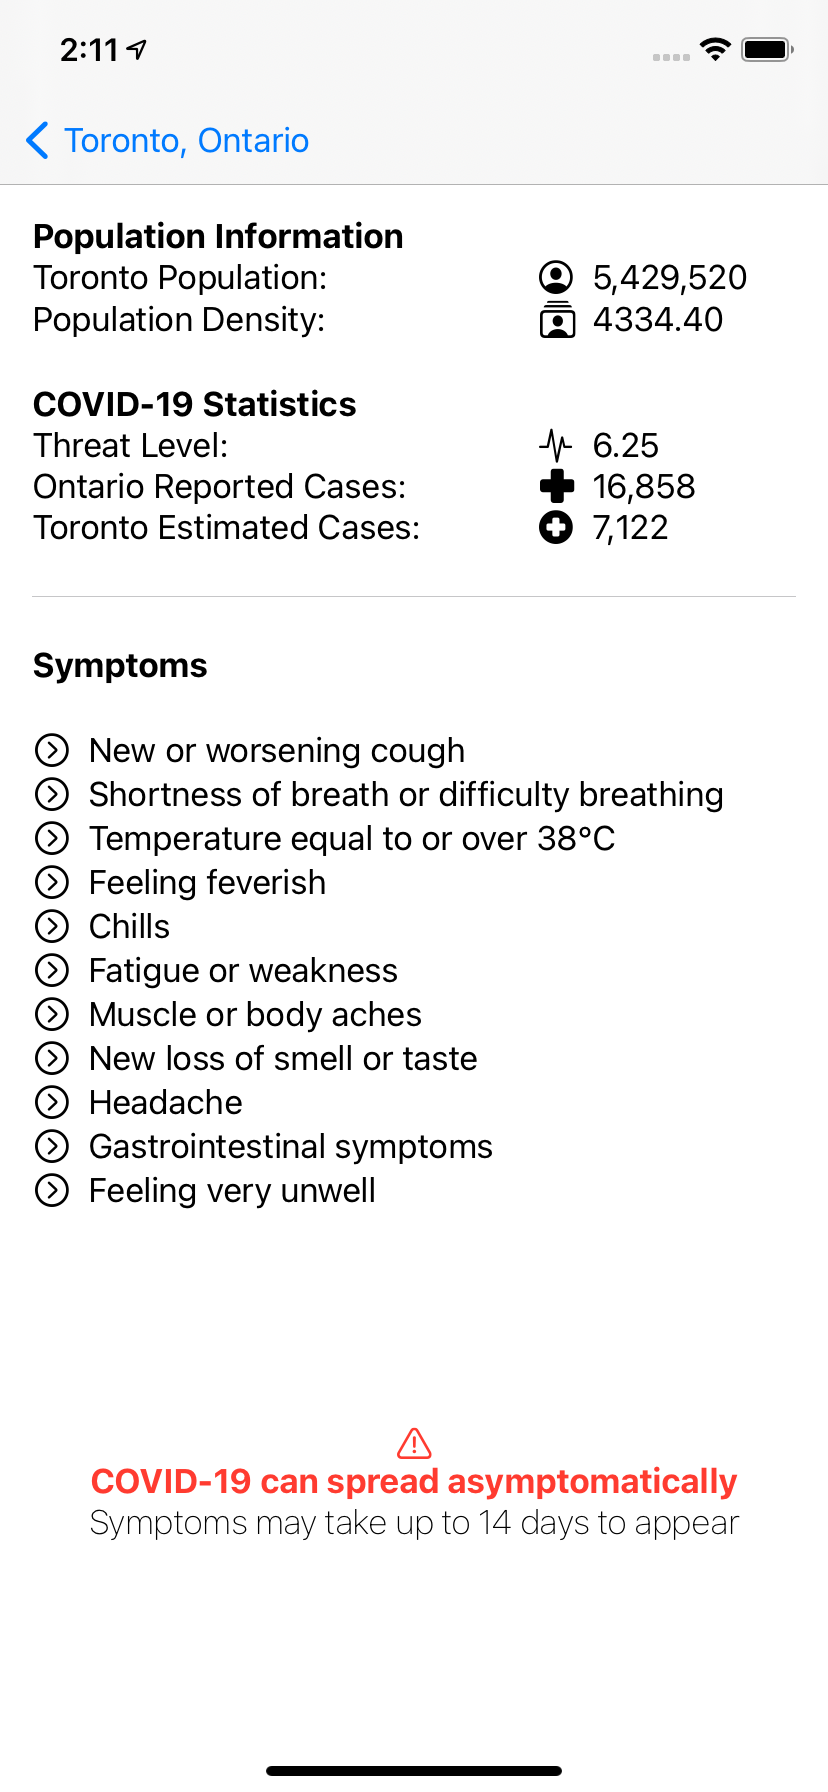 2:11
Toronto, Ontario
Population Information
Toronto Population: 5,429,520
Population Density: 4334.40
COVID-19 Statistics
Threat Level: 6.25
Ontario Reported Cases: 16,858
Toronto Estimated Cases: 7,122
Symptoms
New or worsening cough
Shortness of breath or difficulty breathing
Temperature equal to or over 38°C
Feeling feverish
Chills
Fatigue or weakness
Muscle or body aches
New loss of smell or taste
Headache
Gastrointestinal symptoms
Feeling very unwell
COVID-19 can spread asymptomatically
Symptoms may take up to 14 days to appear